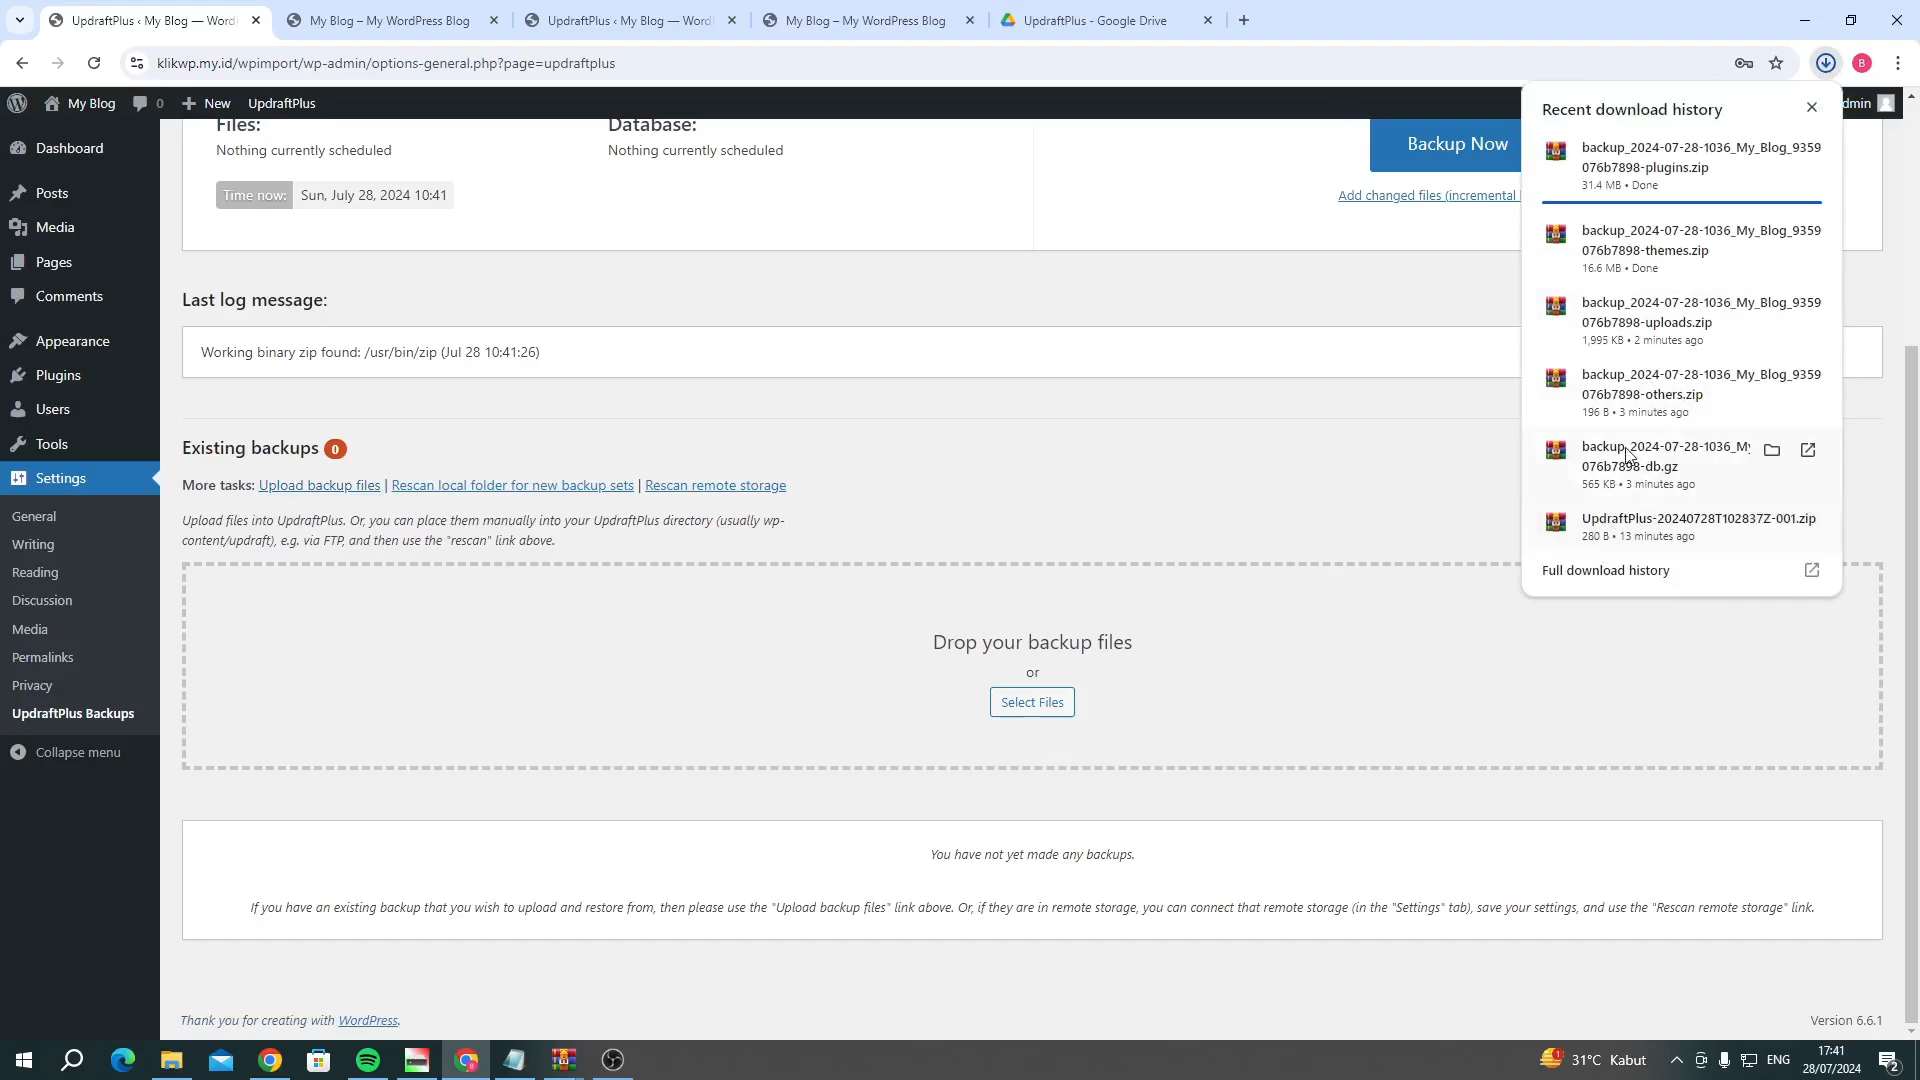 UpdraftPlus ‹ My Blog — Word
My Blog – My WordPress Blog
UpdraftPlus ‹ My Blog — Word
My Blog – My WordPress Blog
UpdraftPlus - Google Drive
klikwp.my.id/wpimport/wp-admin/options-general.php?page=updraftplus
B
My Blog
0
New
UpdraftPlus
dmin
Dashboard
Posts
Media
Pages
Comments
Appearance
Plugins
Users
Tools
Settings
General
Writing
Reading
Discussion
Media
Permalinks
Privacy
UpdraftPlus Backups
Collapse menu
Files:
Nothing currently scheduled
Database:
Nothing currently scheduled
Time now: Sun, July 28, 2024 10:41
Backup Now
Add changed files (incremental
Last log message:
Working binary zip found: /usr/bin/zip (Jul 28 10:41:26)
Existing backups 0
More tasks: Upload backup files | Rescan local folder for new backup sets | Rescan remote storage
Upload files into UpdraftPlus. Or, you can place them manually into your UpdraftPlus directory (usually wp-
content/updraft), e.g. via FTP, and then use the "rescan" link above.
Drop your backup files
or
Select Files
You have not yet made any backups.
If you have an existing backup that you wish to upload and restore from, then please use the "Upload backup files" link above. Or, if they are in remote storage, you can connect that remote storage (in the "Settings" tab), save your settings, and use the "Rescan remote storage" link.
Thank you for creating with WordPress.
Version 6.6.1
Recent download history
backup_2024-07-28-1036_My_Blog_9359
076b7898-plugins.zip
31.4 MB • Done
backup_2024-07-28-1036_My_Blog_9359
076b7898-themes.zip
16.6 MB • Done
backup_2024-07-28-1036_My_Blog_9359
076b7898-uploads.zip
1,995 KB • 2 minutes ago
backup_2024-07-28-1036_My_Blog_9359
076b7898-others.zip
196 B • 3 minutes ago
backup_2024-07-28-1036_My
076b7898-db.gz
565 KB • 3 minutes ago
UpdraftPlus-20240728T102837Z-001.zip
280 B • 13 minutes ago
Full download history
31°C Kabut
ENG
17:41
28/07/2024
2